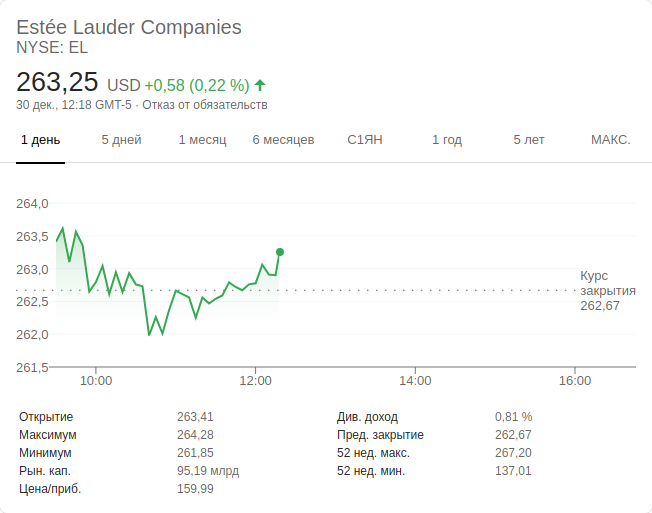 Estée Lauder Companies
NYSE: EL
263,25 USD +0,58 (0,22 %)
30 дек., 12:18 GMT-5 · Отказ от обязательств
1 день 5 дней 1 месяц 6 месяцев С1ЯН 1 год 5 лет МАКС.
264,0
263,5
263,0
262,5
262,0
261,5
Курс
закрытия
262,67
10:00 12:00 14:00 16:00
Открытие 263,41 Див. доход 0,81 %
Максимум 264,28 Пред. закрытие 262,67
Минимум 261,85 52 нед. макс. 267,20
Рын. кап. 95,19 млрд 52 нед. мин. 137,01
Цена/приб. 159,99